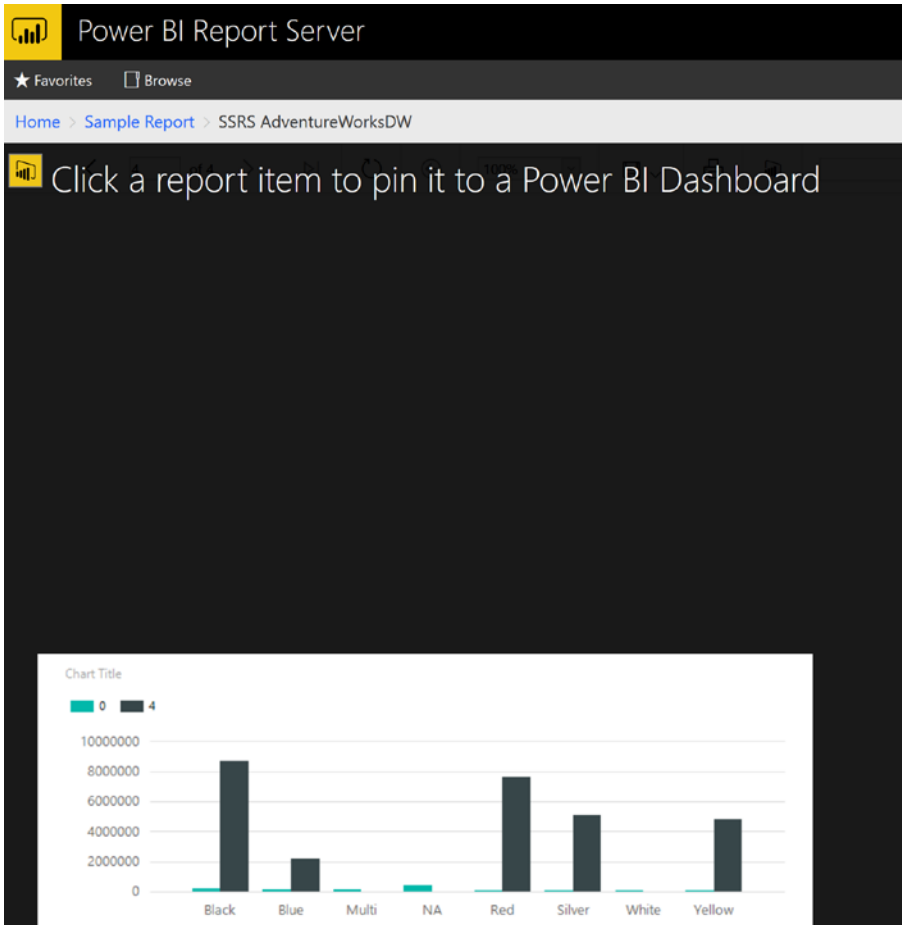 Power BI Report Server
Favorites Browse
Home > Sample Report > SSRS AdventureWorksDW
Click a report item to pin it to a Power BI Dashboard
100%
Chart Title
0 4
10000000
8000000
6000000
4000000
2000000
0
Black Blue Multi NA Red Silver White Yellow